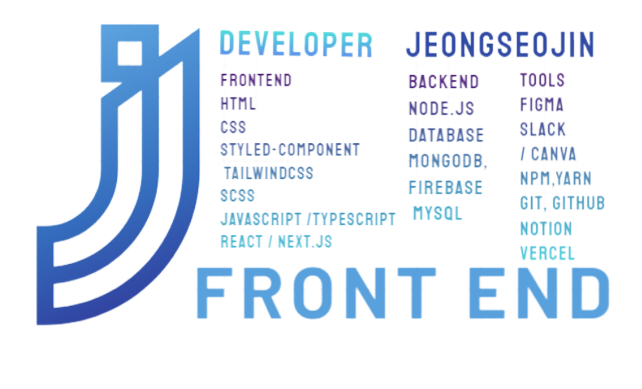 DEVELOPER JEONGSEOJIN
FRONTEND
HTML
CSS
STYLED-COMPONENT
TAILWINDCSS
SCSS
JAVASCRIPT /TYPESCRIPT
REACT / NEXT.JS
BACKEND
NODE.JS
DATABASE
MONGODB,
FIREBASE
MYSQL
TOOLS
FIGMA
SLACK
/ CANVA
NPM,YARN
GIT, GITHUB
NOTION
VERCEL
FRONT END